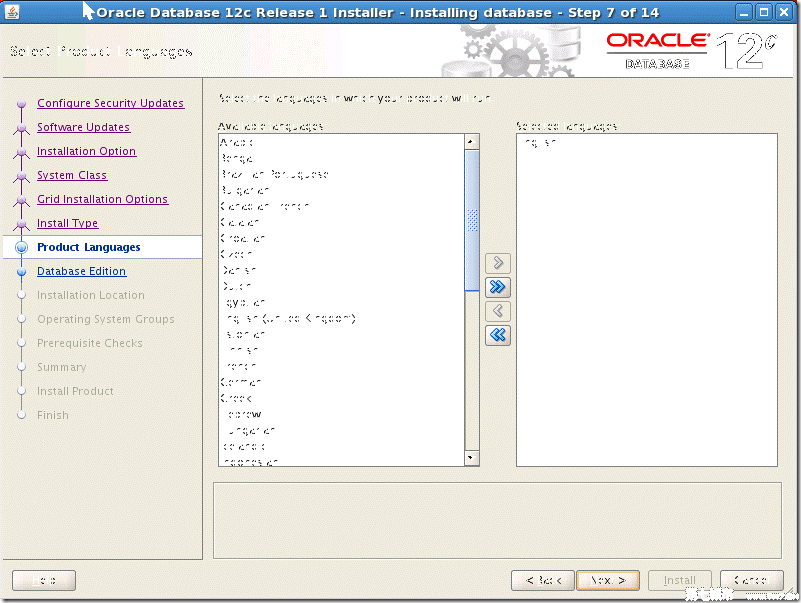 Oracle Database 12c Release 1 Installer - Installing database - Step 7 of 14
Select Product Languages
ORACLE
DATABASE
12c
Configure Security Updates
Software Updates
Installation Option
System Class
Grid Installation Options
Install Type
Product Languages
Database Edition
Installation Location
Operating System Groups
Prerequisite Checks
Summary
Install Product
Finish
Select the languages in which your product will run.
Available languages
Arabic
Bengali
Brazilian Portuguese
Bulgarian
Canadian French
Catalan
Croatian
Czech
Danish
Dutch
Egyptian
English (United Kingdom)
Estonian
Finnish
French
German
Greek
Hebrew
Hungarian
Icelandic
Indonesian
Selected languages
English
Help
< Back
Next >
Install
Cancel